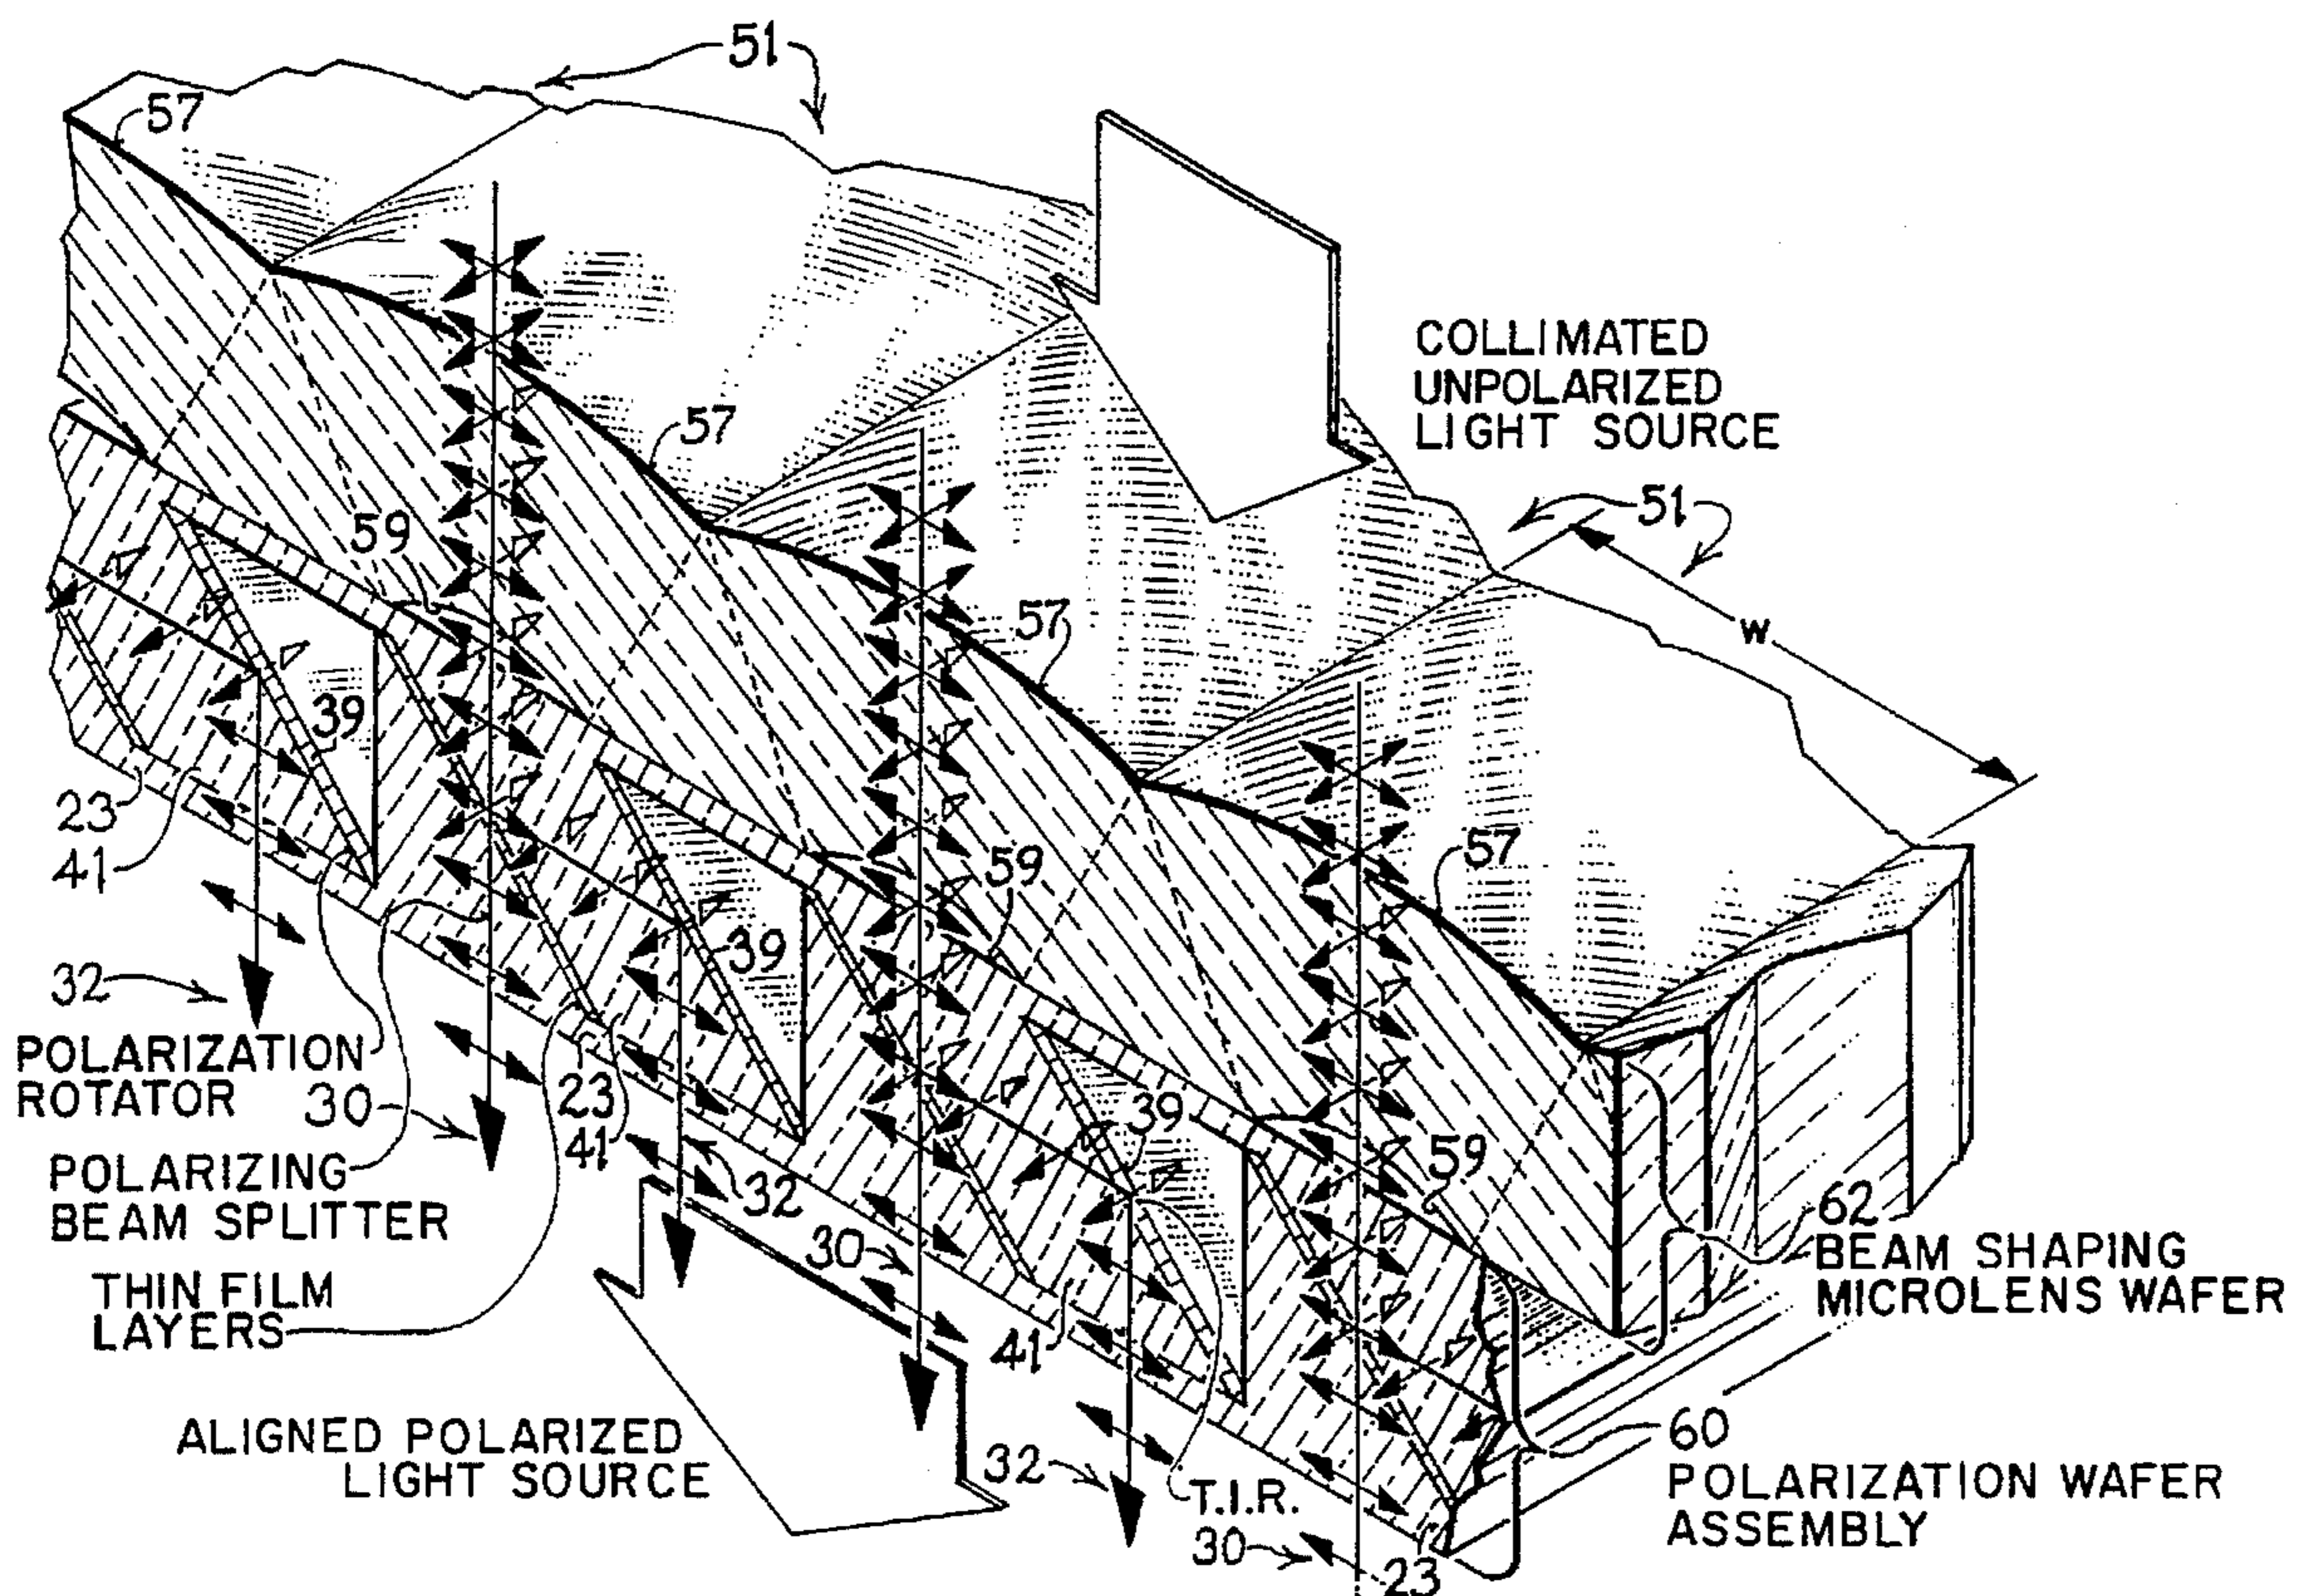 51
57
COLLIMATED
UNPOLARIZED
LIGHT SOURCE
57
51
59
57
W
39
57
23
41
59
39
32
POLARIZATION
ROTATOR
30
23
41
39
59
POLARIZING
BEAM SPLITTER
32
62
BEAM SHAPING
MICROLENS WAFER
THIN FILM
LAYERS
30
41
ALIGNED POLARIZED
LIGHT SOURCE
32
T.I.R.
30
23
60
POLARIZATION WAFER
ASSEMBLY